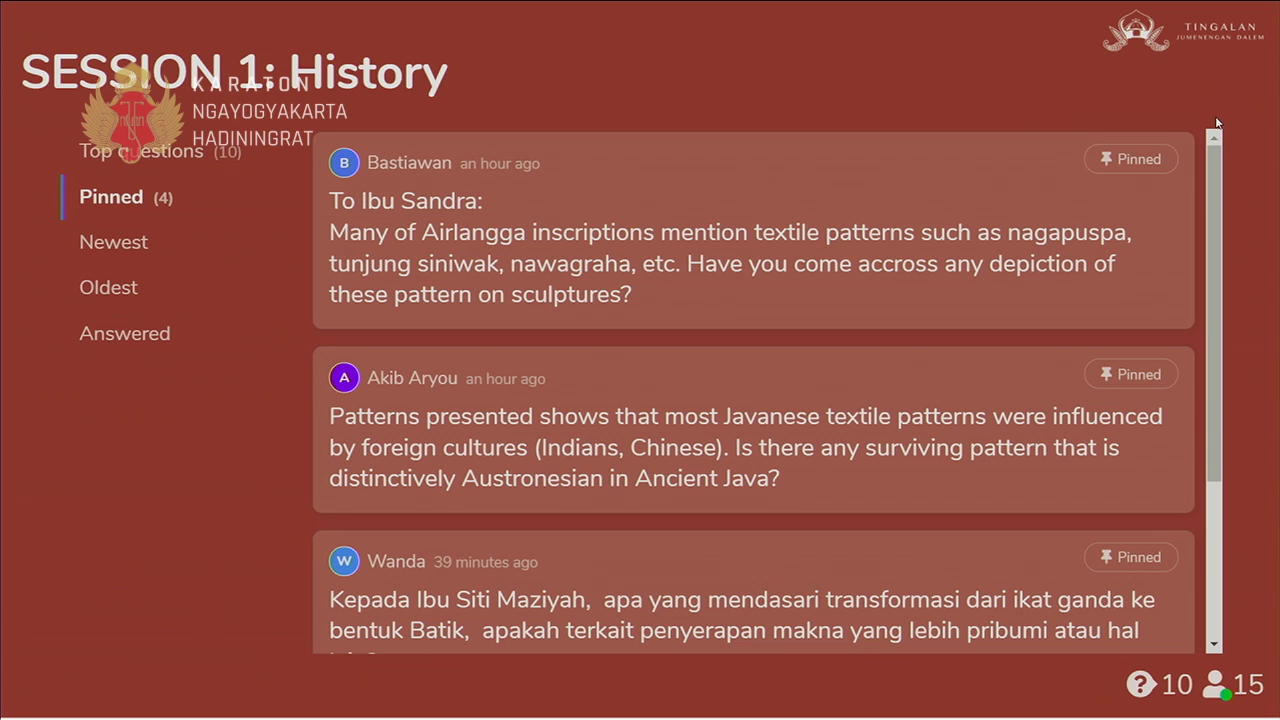 TINGALAN
JUMENENGAN DALEM
SESSION 1: History
KARATON
NGAYOGYAKARTA
HADININGRAT
Top questions (10)
Pinned (4)
Newest
Oldest
Answered
B Bastiawan an hour ago Pinned
To Ibu Sandra:
Many of Airlangga inscriptions mention textile patterns such as nagapuspa,
tunjung siniwak, nawagraha, etc. Have you come accross any depiction of
these pattern on sculptures?
A Akib Aryou an hour ago Pinned
Patterns presented shows that most Javanese textile patterns were influenced
by foreign cultures (Indians, Chinese). Is there any surviving pattern that is
distinctively Austronesian in Ancient Java?
W Wanda 39 minutes ago Pinned
Kepada Ibu Siti Maziyah, apa yang mendasari transformasi dari ikat ganda ke
bentuk Batik, apakah terkait penyerapan makna yang lebih pribumi atau hal
? 10 15